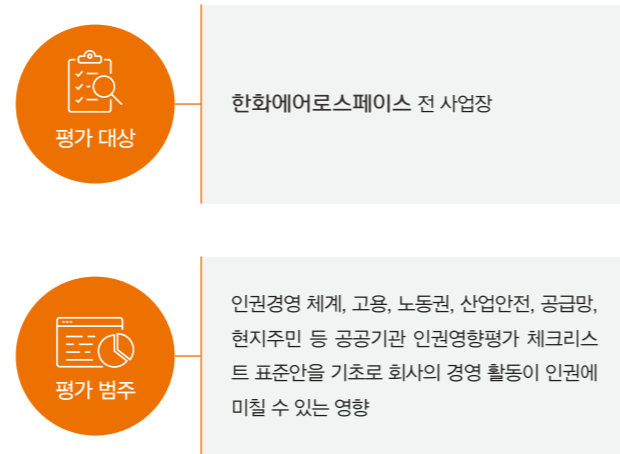 평가 대상
한화에어로스페이스 전 사업장
평가 범주
인권경영 체계, 고용, 노동권, 산업안전, 공급망,
현지주민 등 공공기관 인권영향평가 체크리스
트 표준안을 기초로 회사의 경영 활동이 인권에
미칠 수 있는 영향